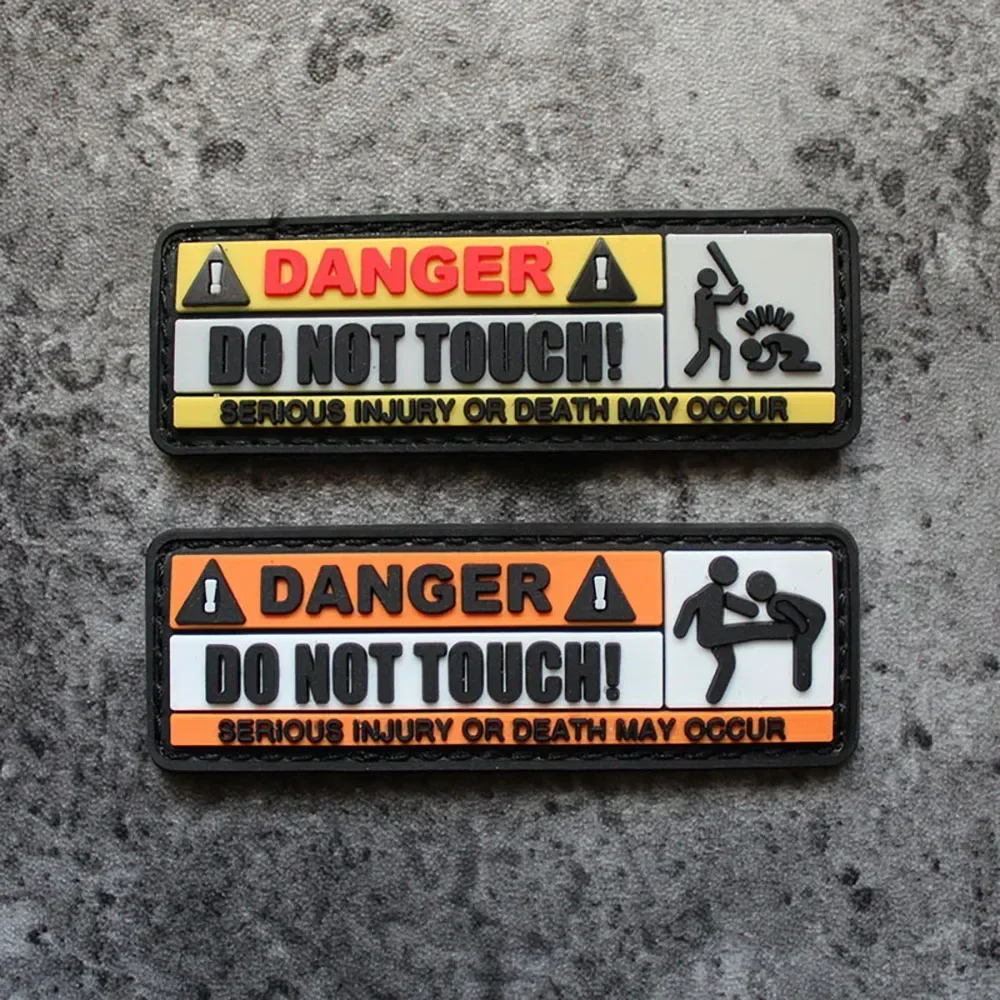 DANGER
DO NOT TOUCH!
SERIOUS INJURY OR DEATH MAY OCCUR
DANGER
DO NOT TOUCH!
SERIOUS INJURY OR DEATH MAY OCCUR